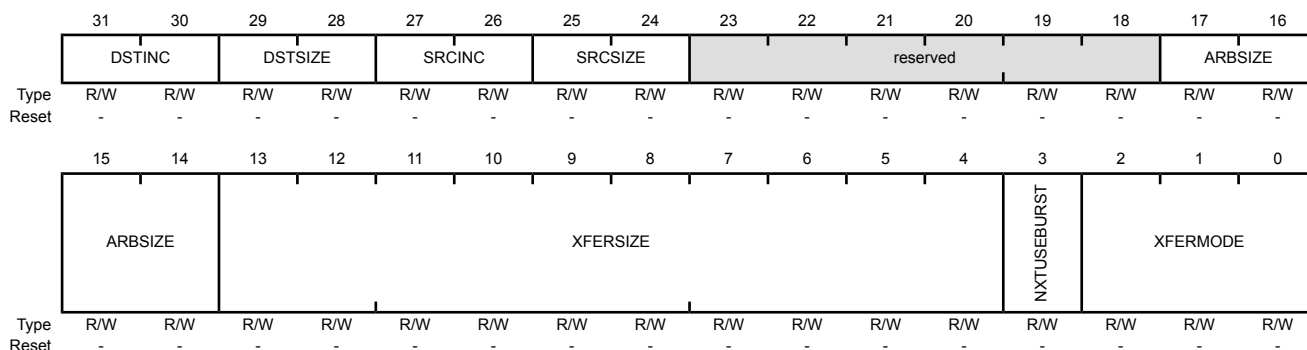 31 30 29 28 27 26 25 24 23 22 21 20 19 18 17 16
DSTINC DSTSIZE SRCINC SRCSIZE reserved ARBSIZE
Type R/W R/W R/W R/W R/W R/W R/W R/W R/W R/W R/W R/W R/W R/W R/W R/W
Reset - - - - - - - - - - - - - - - -
15 14 13 12 11 10 9 8 7 6 5 4 3 2 1 0
ARBSIZE XFERSIZE NXTUSEBURST XFERMODE
Type R/W R/W R/W R/W R/W R/W R/W R/W R/W R/W R/W R/W R/W R/W R/W R/W
Reset - - - - - - - - - - - - - - - -